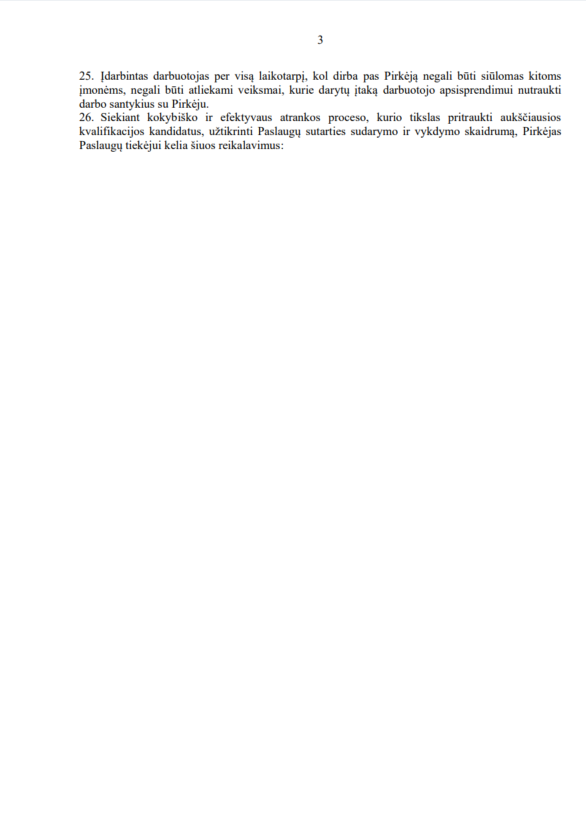 3
25. Įdarbintas darbuotojas per visą laikotarpį, kol dirba pas Pirkėją negali būti siūlomas kitoms
įmonėms, negali būti atliekami veiksmai, kurie darytų įtaką darbuotojo apsisprendimui nutraukti
darbo santykius su Pirkėju.
26. Siekiant kokybiško ir efektyvaus atrankos proceso, kurio tikslas pritraukti aukščiausios
kvalifikacijos kandidatus, užtikrinti Paslaugų sutarties sudarymo ir vykdymo skaidrumą, Pirkėjas
Paslaugų tiekėjui kelia šiuos reikalavimus: